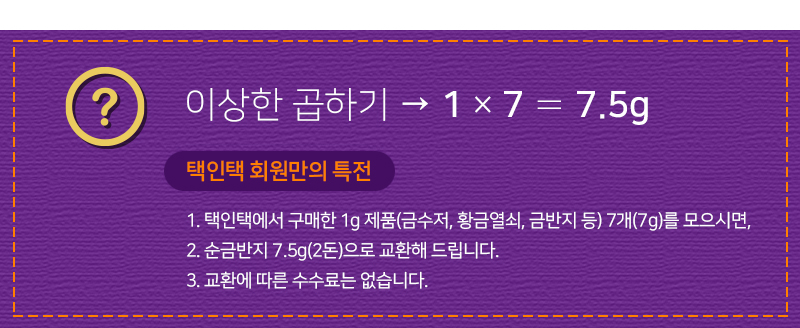 ?
이상한 곱하기 → 1 × 7 = 7.5g
택인택 회원만의 특전
1. 택인택에서 구매한 1g 제품(금수저, 황금열쇠, 금반지 등) 7개(7g)를 모으시면,
2. 순금반지 7.5g(2돈)으로 교환해 드립니다.
3. 교환에 따른 수수료는 없습니다.